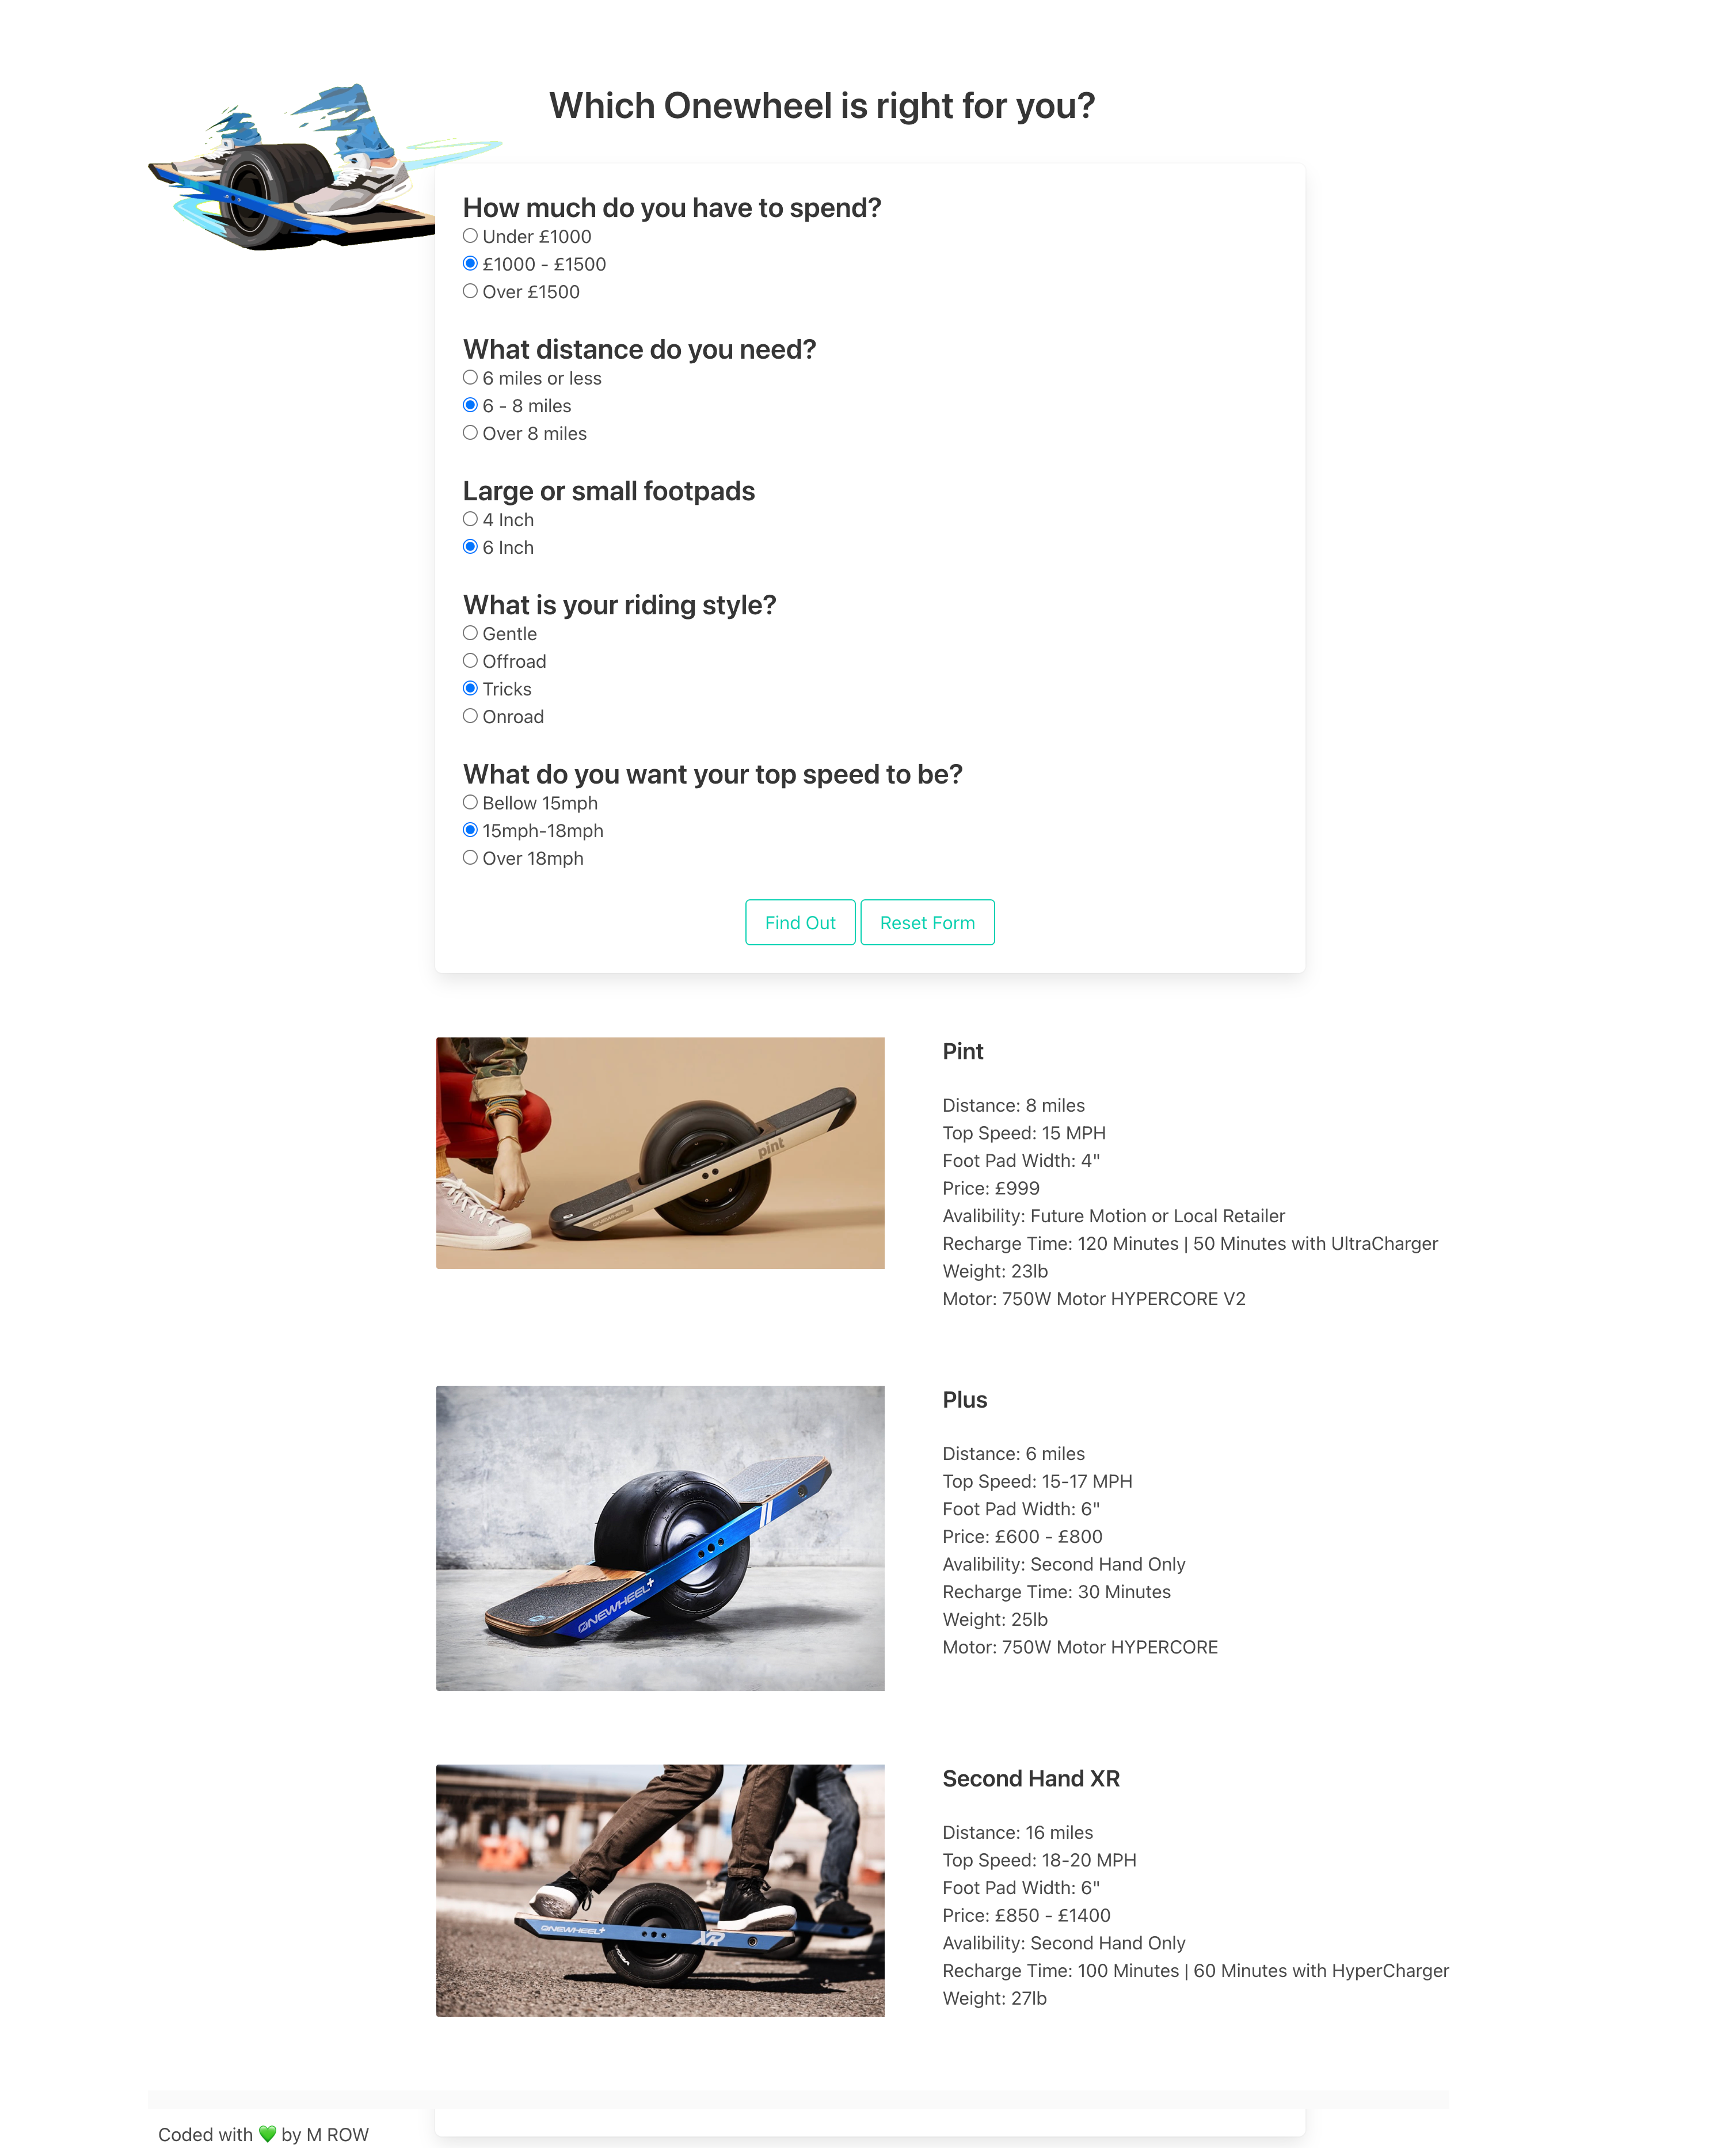 Which Onewheel is right for you?
How much do you have to spend?
Under £1000
£1000 - £1500
Over £1500
What distance do you need?
6 miles or less
6 - 8 miles
Over 8 miles
Large or small footpads
4 Inch
6 Inch
What is your riding style?
Gentle
Offroad
Tricks
Onroad
What do you want your top speed to be?
Bellow 15mph
15mph-18mph
Over 18mph
Find Out
Reset Form
pint
Pint
Distance: 8 miles
Top Speed: 15 MPH
Foot Pad Width: 4"
Price: £999
Avalibility: Future Motion or Local Retailer
Recharge Time: 120 Minutes | 50 Minutes with UltraCharger
Weight: 23lb
Motor: 750W Motor HYPERCORE V2
ONEWHEEL+
Plus
Distance: 6 miles
Top Speed: 15-17 MPH
Foot Pad Width: 6"
Price: £600 - £800
Avalibility: Second Hand Only
Recharge Time: 30 Minutes
Weight: 25lb
Motor: 750W Motor HYPERCORE
ONEWHEEL+
XR
Second Hand XR
Distance: 16 miles
Top Speed: 18-20 MPH
Foot Pad Width: 6"
Price: £850 - £1400
Avalibility: Second Hand Only
Recharge Time: 100 Minutes | 60 Minutes with HyperCharger
Weight: 27lb
Coded with 💚 by M ROW